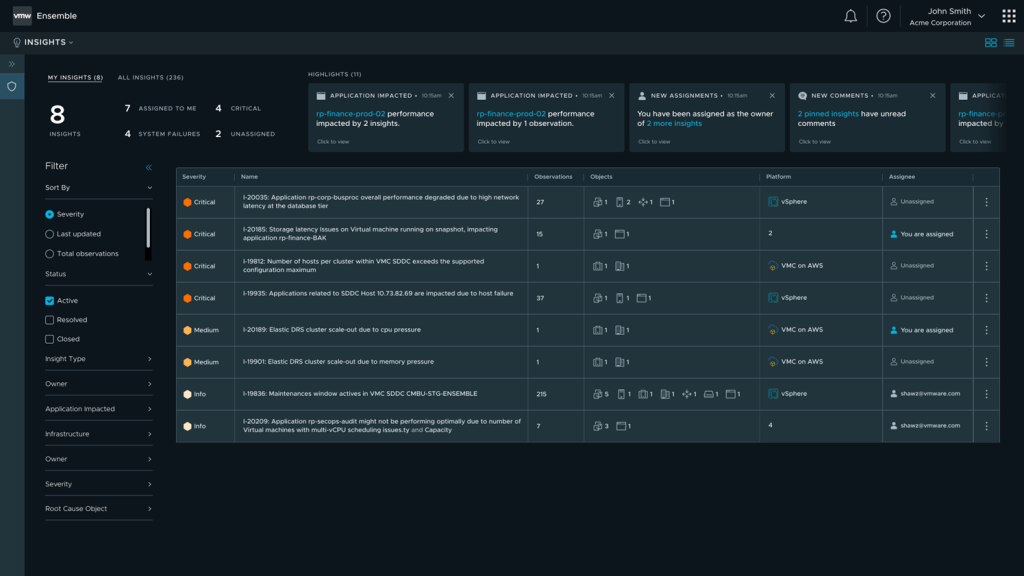 vmw Ensemble
John Smith
Acme Corporation
INSIGHTS
MY INSIGHTS (8) ALL INSIGHTS (236)
8
INSIGHTS
7 ASSIGNED TO ME 4 CRITICAL
4 SYSTEM FAILURES 2 UNASSIGNED
HIGHLIGHTS (11)
APPLICATION IMPACTED • 10:15am
rp-finance-prod-02 performance
impacted by 2 insights.
Click to view
APPLICATION IMPACTED • 10:15am
rp-finance-prod-02 performance
impacted by 1 observation.
Click to view
NEW ASSIGNMENTS • 10:15am
You have been assigned as the owner
of 2 more insights
Click to view
NEW COMMENTS • 10:15am
2 pinned insights have unread
comments
Click to view
APPLICA
rp-finance-p
impacted by
Click to view
Filter
Sort By
Severity
Last updated
Total observations
Status
Active
Resolved
Closed
Insight Type
Owner
Application Impacted
Infrastructure
Owner
Severity
Root Cause Object
Severity Name Observations Objects Platform Assignee
Critical I-20035: Application rp-corp-busproc overall performance degraded due to high network 27 1 2 1 1 vSphere Unassigned
latency at the database tier
Critical I-20185: Storage latency Issues on Virtual machine running on snapshot, impacting 15 1 1 2 You are assigned
application rp-finance-BAK
Critical I-19812: Number of hosts per cluster within VMC SDDC exceeds the supported 1 1 1 VMC on AWS Unassigned
configuration maximum
Critical I-19935: Applications related to SDDC Host 10.73.82.69 are impacted due to host failure 37 1 1 1 vSphere Unassigned
Medium I-20189: Elastic DRS cluster scale-out due to cpu pressure 1 1 1 VMC on AWS You are assigned
Medium I-19901: Elastic DRS cluster scale-out due to memory pressure 1 1 1 VMC on AWS Unassigned
Info I-19836: Maintenances window actives in VMC SDDC CMBU-STG-ENSEMBLE 215 5 1 1 1 1 1 1 vSphere shawz@vmware.com
Info I-20209: Application rp-secops-audit might not be performing optimally due to number of 7 3 1 4 shawz@vmware.com
Virtual machines with multi-vCPU scheduling issues.ty and Capacity